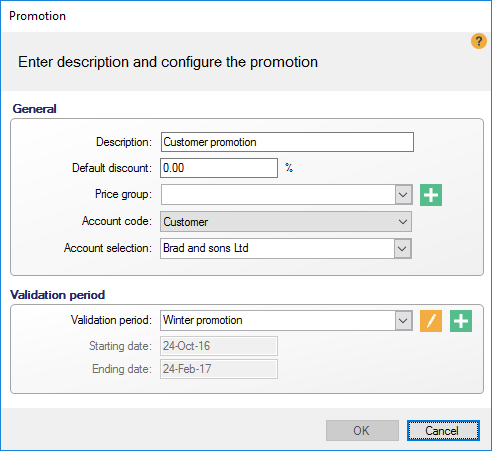 Promotion
?
Enter description and configure the promotion
General
Description: Customer promotion
Default discount: 0.00 %
Price group:
Account code: Customer
Account selection: Brad and sons Ltd
Validation period
Validation period: Winter promotion
Starting date: 24-Oct-16
Ending date: 24-Feb-17
OK Cancel